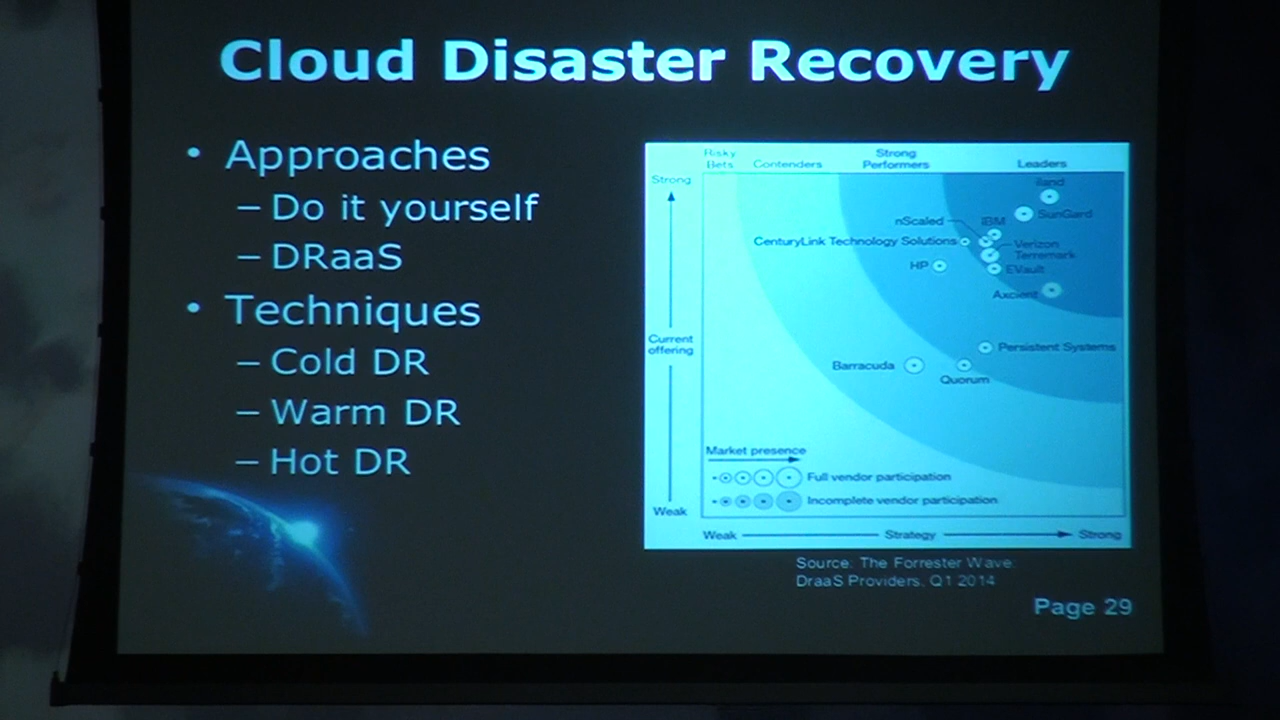 Cloud Disaster Recovery
• Approaches
– Do it yourself
– DRaaS
• Techniques
– Cold DR
– Warm DR
– Hot DR
Risky Bets
Contenders
Strong Performers
Leaders
Strong
Current offering
Weak
iland
SunGard
IBM
nScaled
CenturyLink Technology Solutions
Verizon Terremark
HP
EVault
Axcient
Persistent Systems
Barracuda
Quorum
Market presence
Full vendor participation
Incomplete vendor participation
Weak
Strategy
Strong
Source: The Forrester Wave:
DraaS Providers, Q1 2014
Page 29